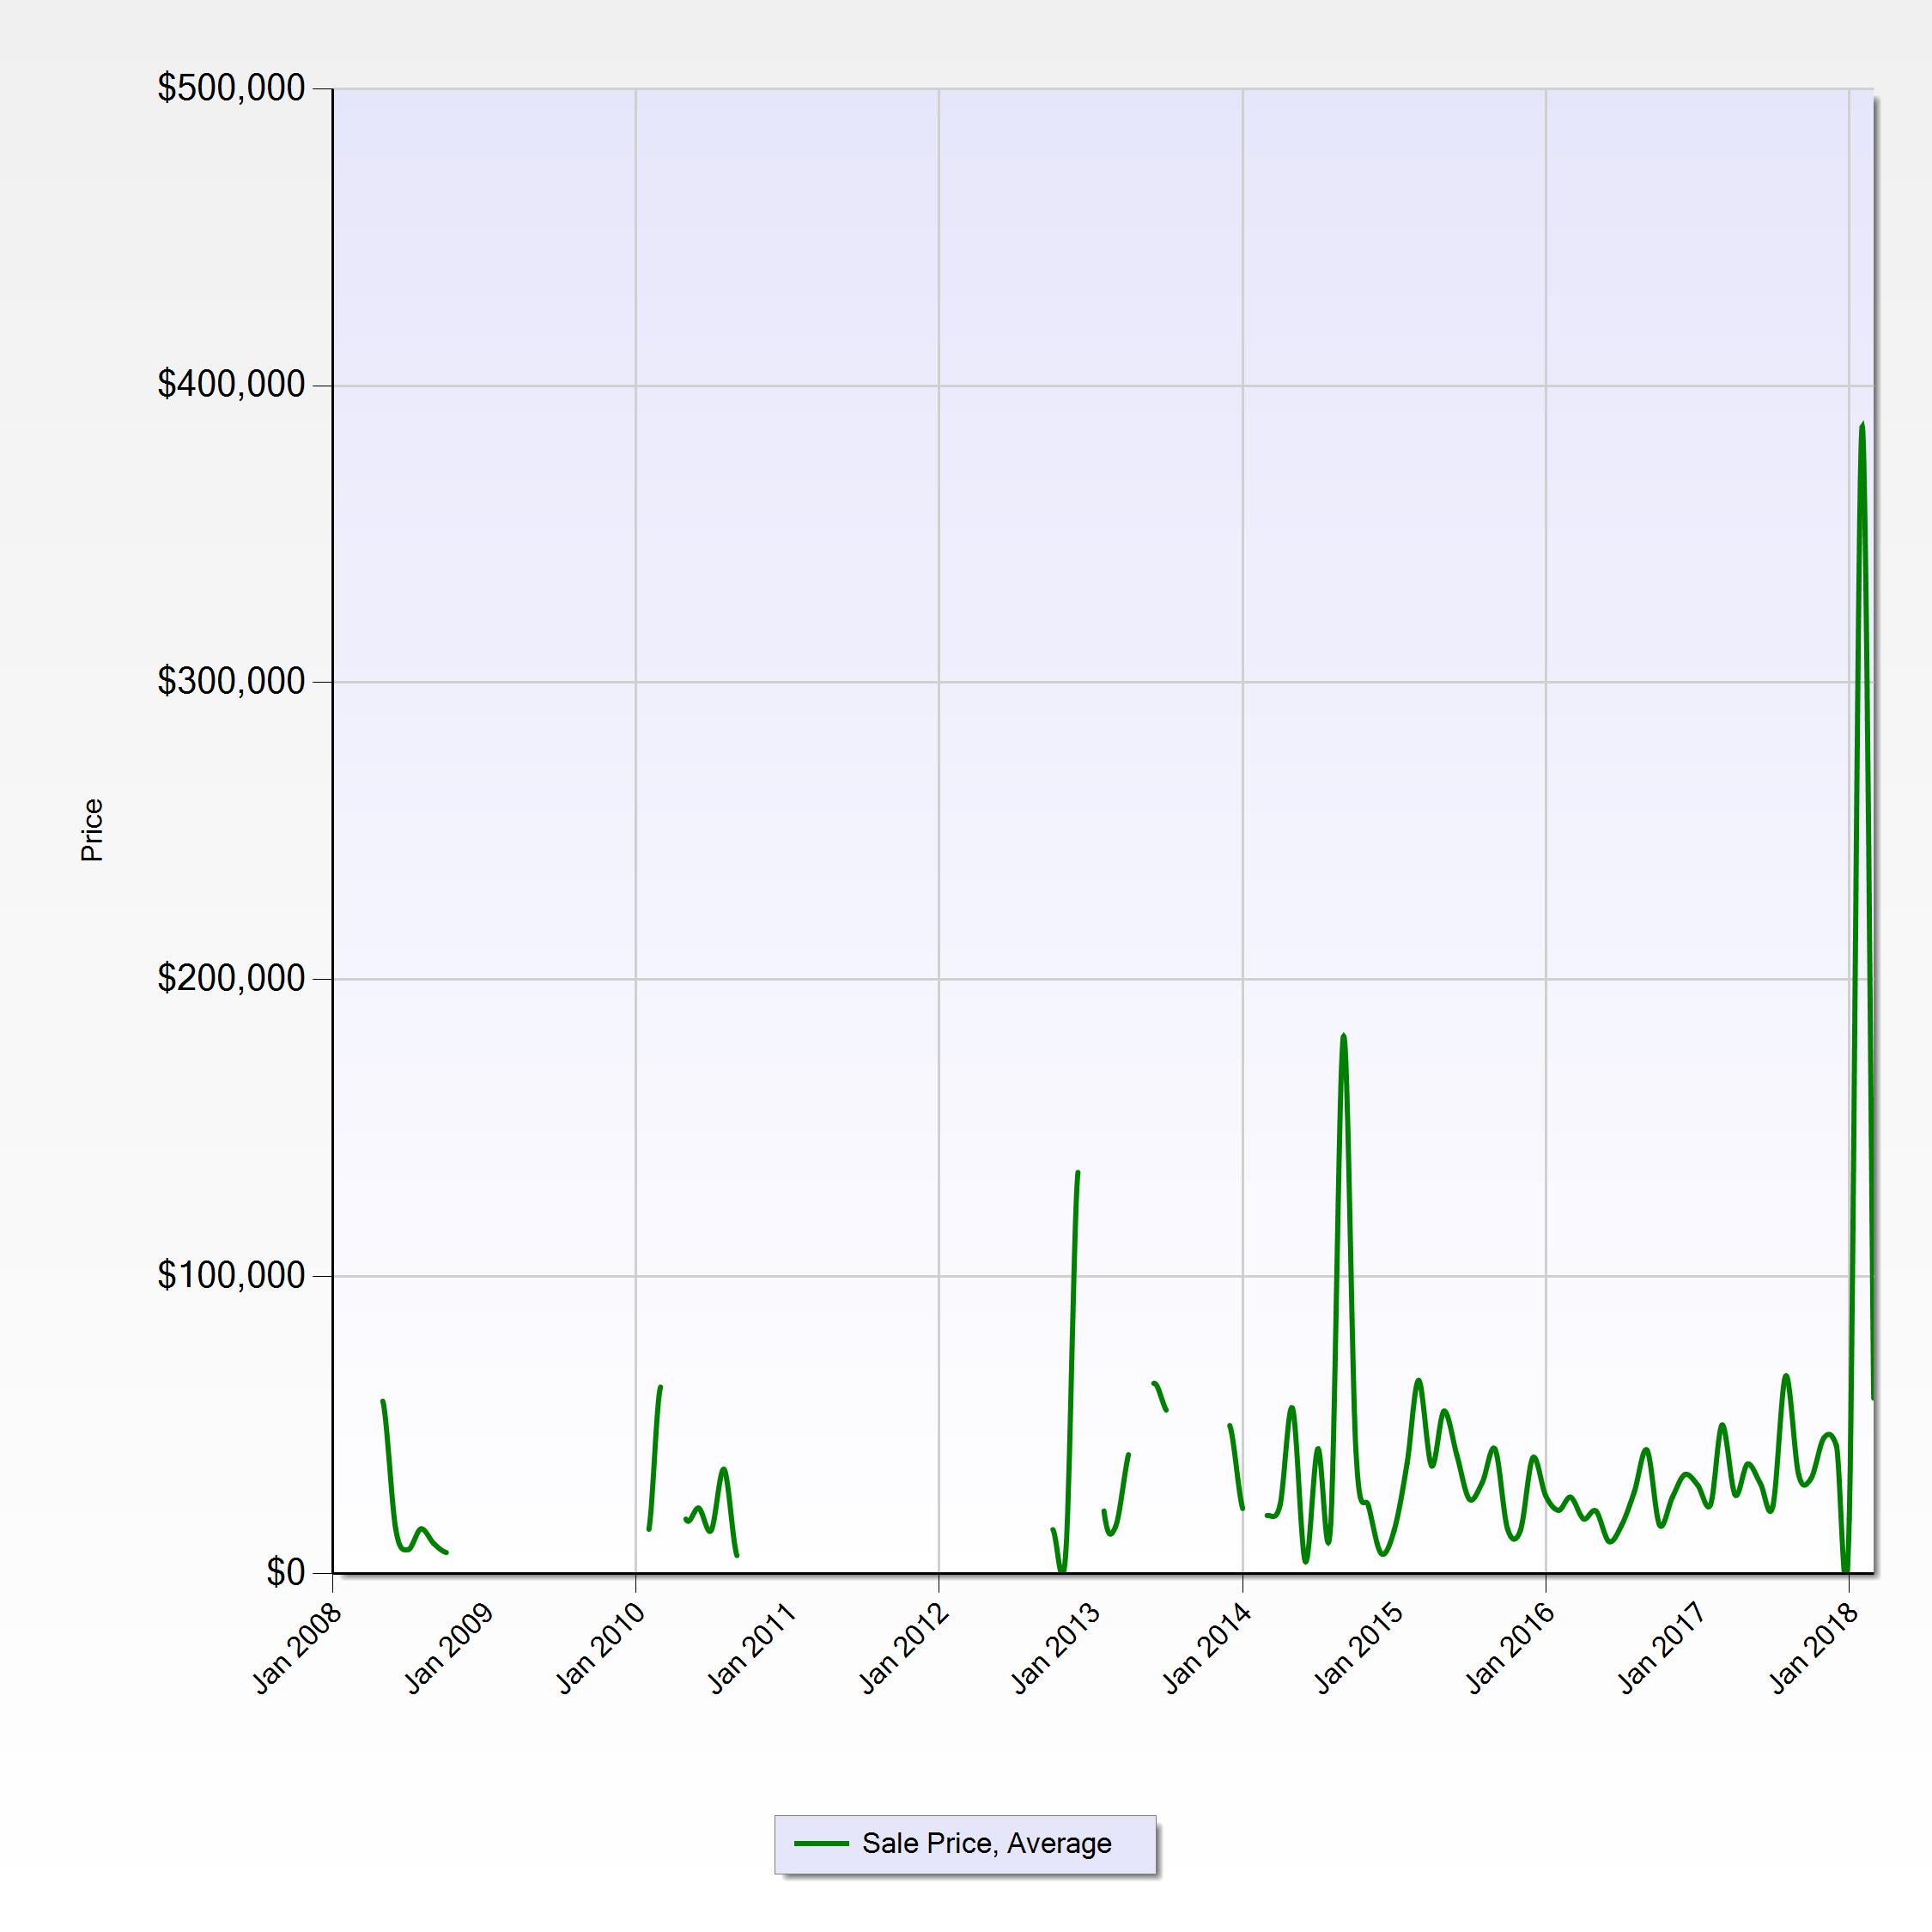 $500,000
$400,000
$300,000
$200,000
$100,000
$0
Price
Jan 2008
Jan 2009
Jan 2010
Jan 2011
Jan 2012
Jan 2013
Jan 2014
Jan 2015
Jan 2016
Jan 2017
Jan 2018
Sale Price, Average